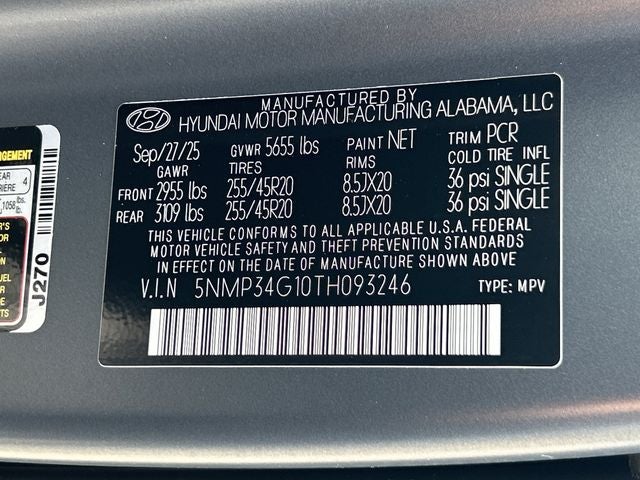 MANUFACTURED BY
HYUNDAI MOTOR MANUFACTURING ALABAMA, LLC
Sep/27/25 GVWR 5655 lbs PAINT NET TRIM PCR
GAWR TIRES RIMS COLD TIRE INFL
FRONT 2955 lbs 255/45R20 8.5JX20 36 psi SINGLE
REAR 3109 lbs 255/45R20 8.5JX20 36 psi SINGLE
THIS VEHICLE CONFORMS TO ALL APPLICABLE U.S.A. FEDERAL
MOTOR VEHICLE SAFETY AND THEFT PREVENTION STANDARDS
IN EFFECT ON THE DATE OF MANUFACTURE SHOWN ABOVE
V.I.N 5NMP34G10TH093246 TYPE: MPV
4
1058 lbs.
J270